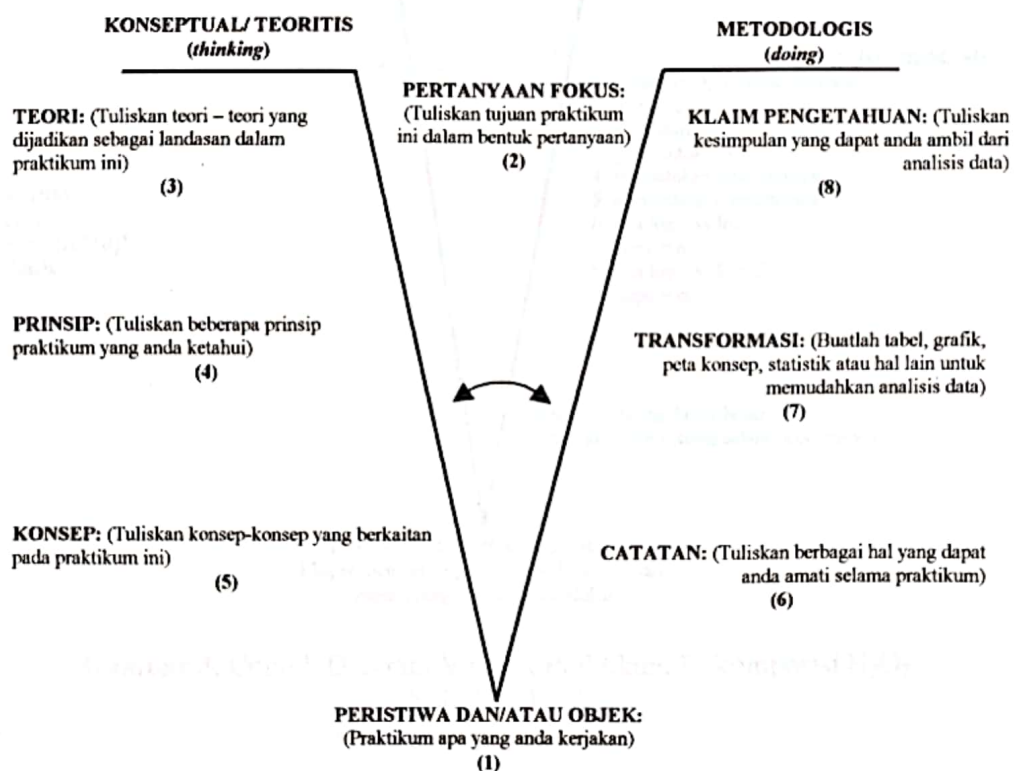 KONSEPTUAL/ TEORITIS
(thinking)
TEORI: (Tuliskan teori – teori yang
dijadikan sebagai landasan dalam
praktikum ini)
(3)
PRINSIP: (Tuliskan beberapa prinsip
praktikum yang anda ketahui)
(4)
KONSEP: (Tuliskan konsep-konsep yang berkaitan
pada praktikum ini)
(5)
PERTANYAAN FOKUS:
(Tuliskan tujuan praktikum
ini dalam bentuk pertanyaan)
(2)
METODOLOGIS
(doing)
KLAIM PENGETAHUAN: (Tuliskan
kesimpulan yang dapat anda ambil dari
analisis data)
(8)
TRANSFORMASI: (Buatlah tabel, grafik,
peta konsep, statistik atau hal lain untuk
memudahkan analisis data)
(7)
CATATAN: (Tuliskan berbagai hal yang dapat
anda amati selama praktikum)
(6)
PERISTIWA DAN/ATAU OBJEK:
(Praktikum apa yang anda kerjakan)
(1)